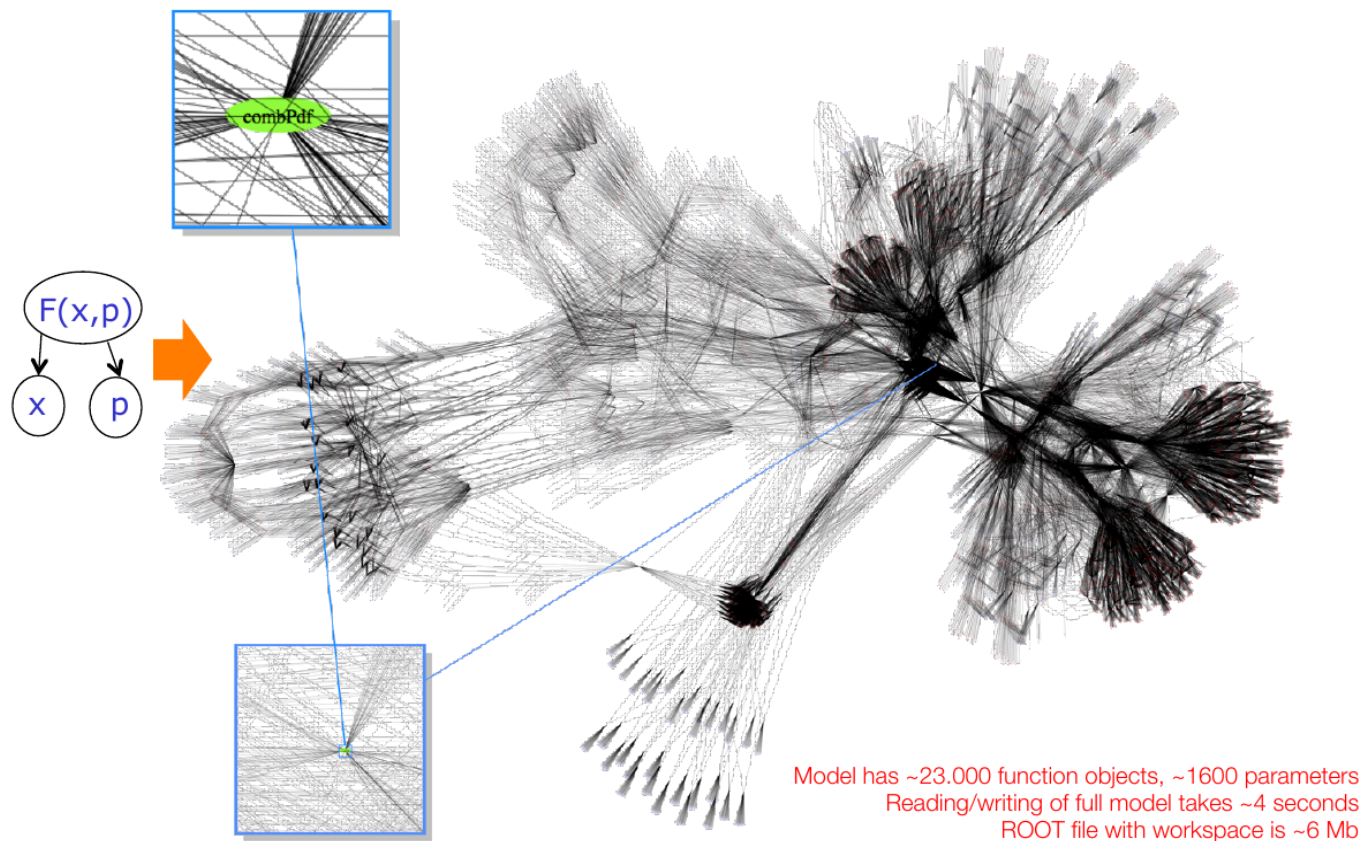 combPdf
F(x,p)
x
p
Model has ~23.000 function objects, ~1600 parameters
Reading/writing of full model takes ~4 seconds
ROOT file with workspace is ~6 Mb